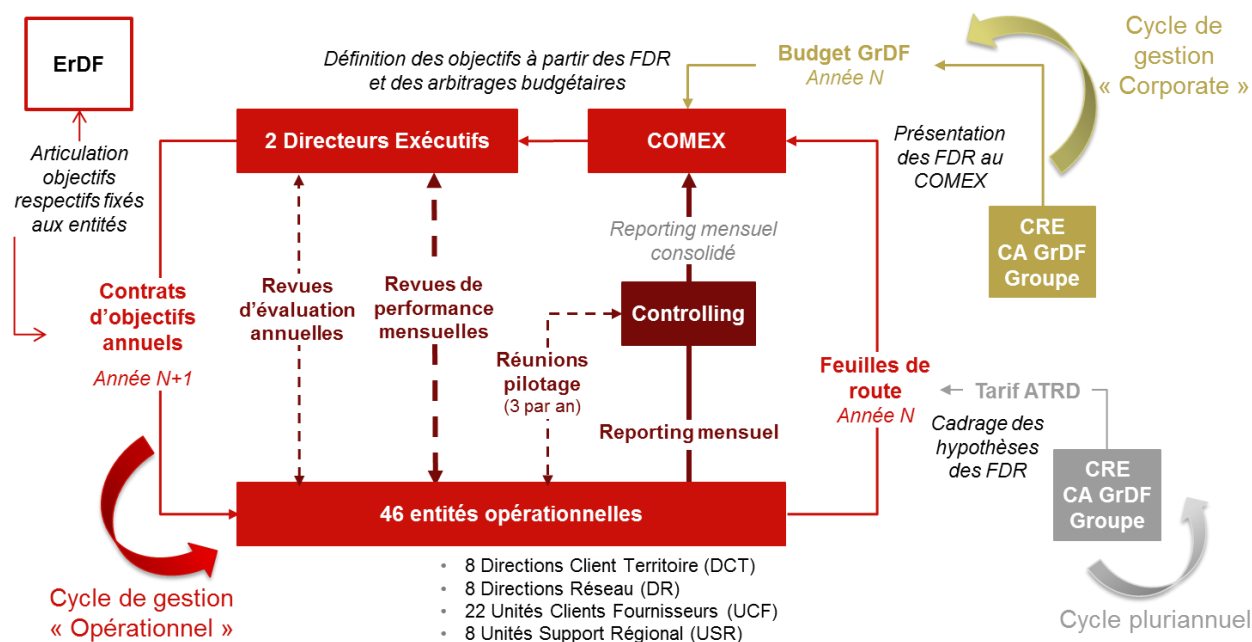 ErDF
Articulation
objectifs
respectifs fixés
aux entités
Définition des objectifs à partir des FDR
et des arbitrages budgétaires
Budget GrDF
Année N
Cycle de
gestion
« Corporate »
2 Directeurs Exécutifs
COMEX
Présentation
des FDR au
COMEX
CRE
CA GrDF
Groupe
Reporting mensuel
consolidé
Contrats
d’objectifs
annuels
Année N+1
Revues
d’évaluation
annuelles
Revues de
performance
mensuelles
Controlling
Réunions
pilotage
(3 par an)
Reporting mensuel
Feuilles de
route
Année N
Tarif ATRD
Cadrage des
hypothèses
des FDR
CRE
CA GrDF
Groupe
46 entités opérationnelles
• 8 Directions Client Territoire (DCT)
• 8 Directions Réseau (DR)
• 22 Unités Clients Fournisseurs (UCF)
• 8 Unités Support Régional (USR)
Cycle de gestion
« Opérationnel »
Cycle pluriannuel